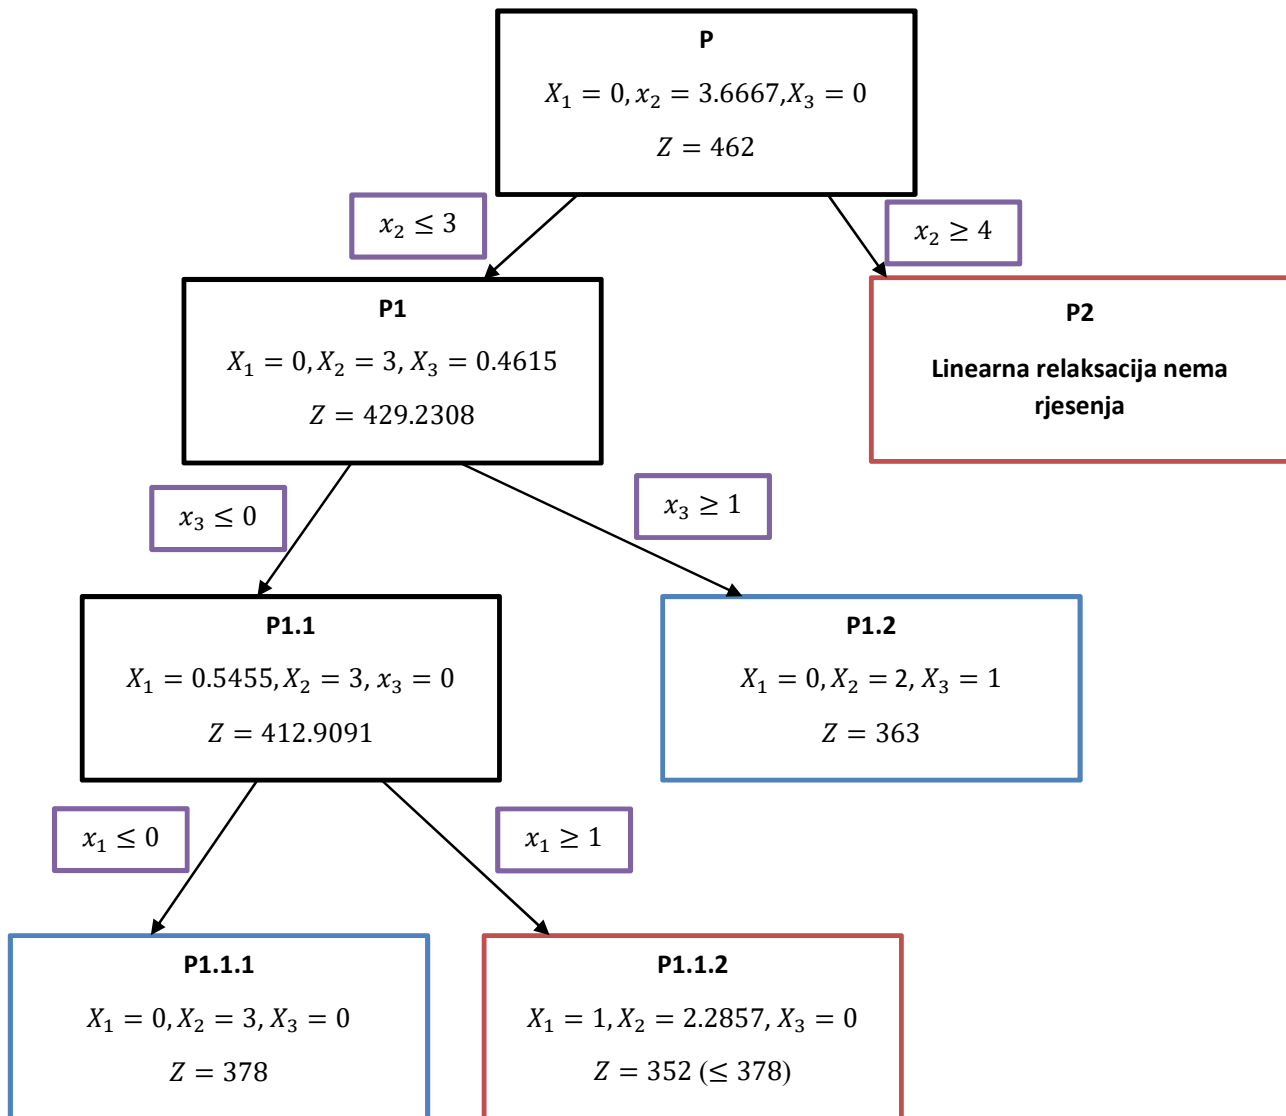 P
X₁ = 0, x₂ = 3.6667,X₃ = 0
Z = 462
x₂ ≤ 3
x₂ ≥ 4
P1
X₁ = 0, X₂ = 3, X₃ = 0.4615
Z = 429.2308
P2
Linearna relaksacija nema
rjesenja
x₃ ≤ 0
x₃ ≥ 1
P1.1
X₁ = 0.5455, X₂ = 3, x₃ = 0
Z = 412.9091
P1.2
X₁ = 0, X₂ = 2, X₃ = 1
Z = 363
x₁ ≤ 0
x₁ ≥ 1
P1.1.1
X₁ = 0, X₂ = 3, X₃ = 0
Z = 378
P1.1.2
X₁ = 1, X₂ = 2.2857, X₃ = 0
Z = 352 (≤ 378)